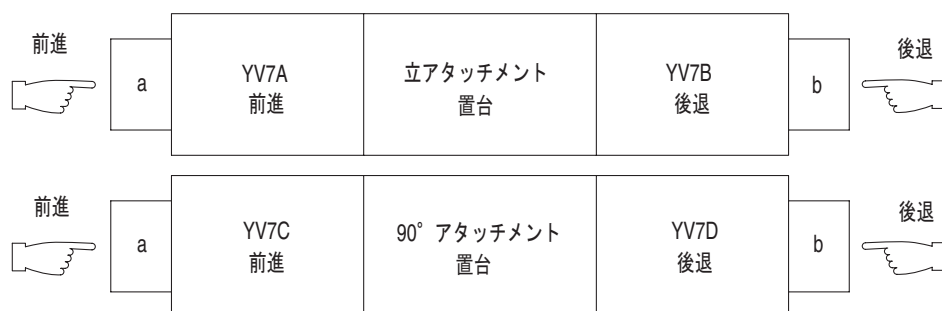 前進
a
YV7A
前進
立アタッチメント
置台
YV7B
後退
b
後退
前進
a
YV7C
前進
90°アタッチメント
置台
YV7D
後退
b
後退